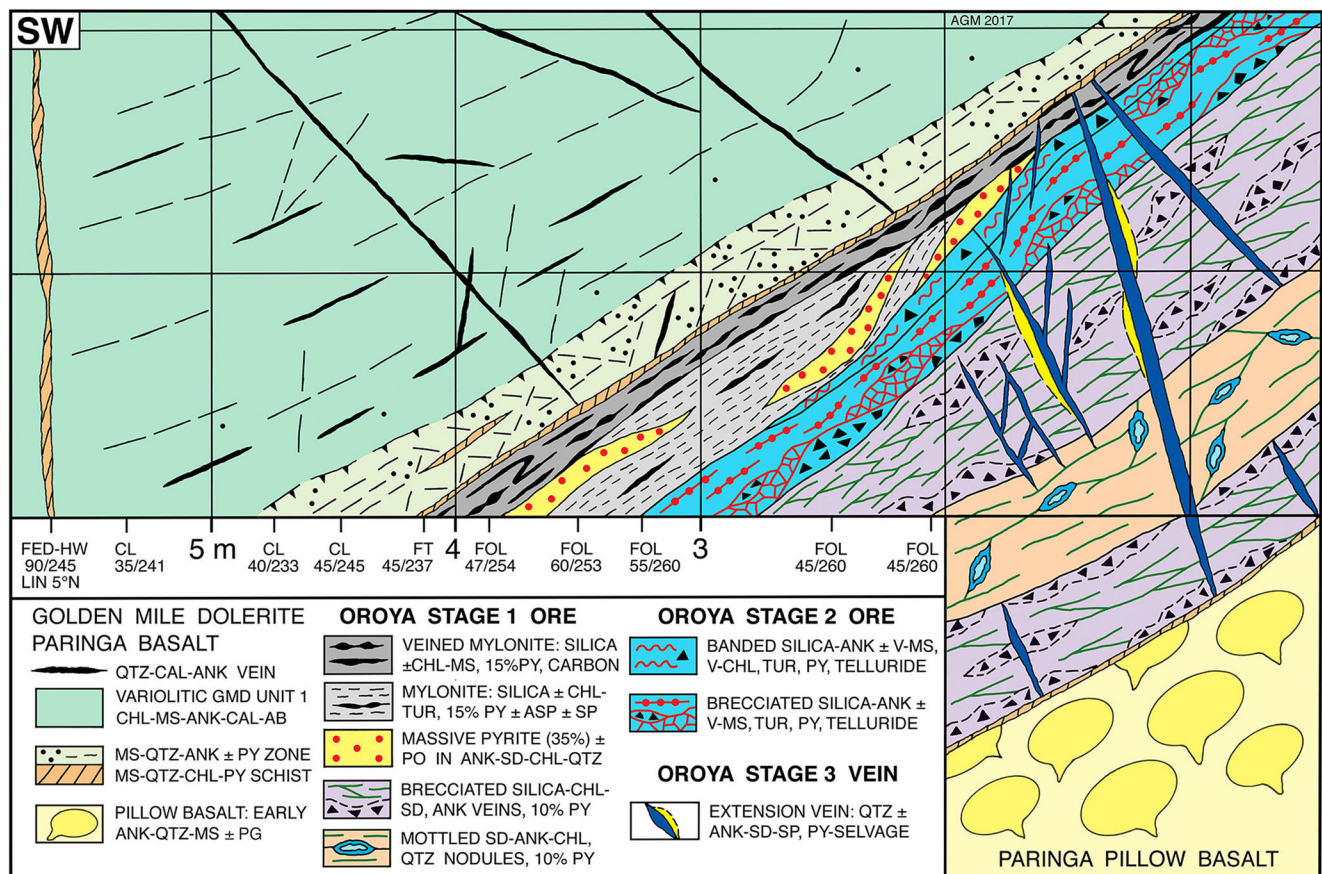 SW
AGM 2017
FED-HW
90/245
LIN 5°N
CL
35/241
5 m
CL
40/233
CL
45/245
FT
45/237
4
FOL
47/254
FOL
60/253
FOL
55/260
3
FOL
45/260
FOL
45/260
GOLDEN MILE DOLERITE
PARINGA BASALT
QTZ-CAL-ANK VEIN
VARIOLITIC GMD UNIT 1
CHL-MS-ANK-CAL-AB
MS-QTZ-ANK ± PY ZONE
MS-QTZ-CHL-PY SCHIST
PILLOW BASALT: EARLY
ANK-QTZ-MS ± PG
OROYA STAGE 1 ORE
VEINED MYLONITE: SILICA
±CHL-MS, 15%PY, CARBON
MYLONITE: SILICA ± CHL-
TUR, 15% PY ± ASP ± SP
MASSIVE PYRITE (35%) ±
PO IN ANK-SD-CHL-QTZ
BRECCIATED SILICA-CHL-
SD, ANK VEINS, 10% PY
MOTTLED SD-ANK-CHL,
QTZ NODULES, 10% PY
OROYA STAGE 2 ORE
BANDED SILICA-ANK ± V-MS,
V-CHL, TUR, PY, TELLURIDE
BRECCIATED SILICA-ANK ±
V-MS, TUR, PY, TELLURIDE
OROYA STAGE 3 VEIN
EXTENSION VEIN: QTZ ±
ANK-SD-SP, PY-SELVAGE
PARINGA PILLOW BASALT